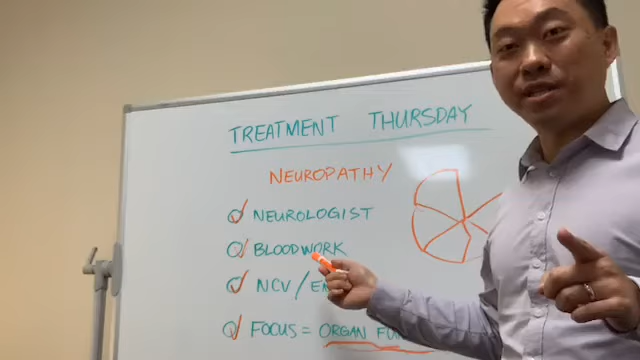 TREATMENT THURSDAY
NEUROPATHY
NEUROLOGIST
BLOODWORK
NCV/
FOCUS = ORGAN